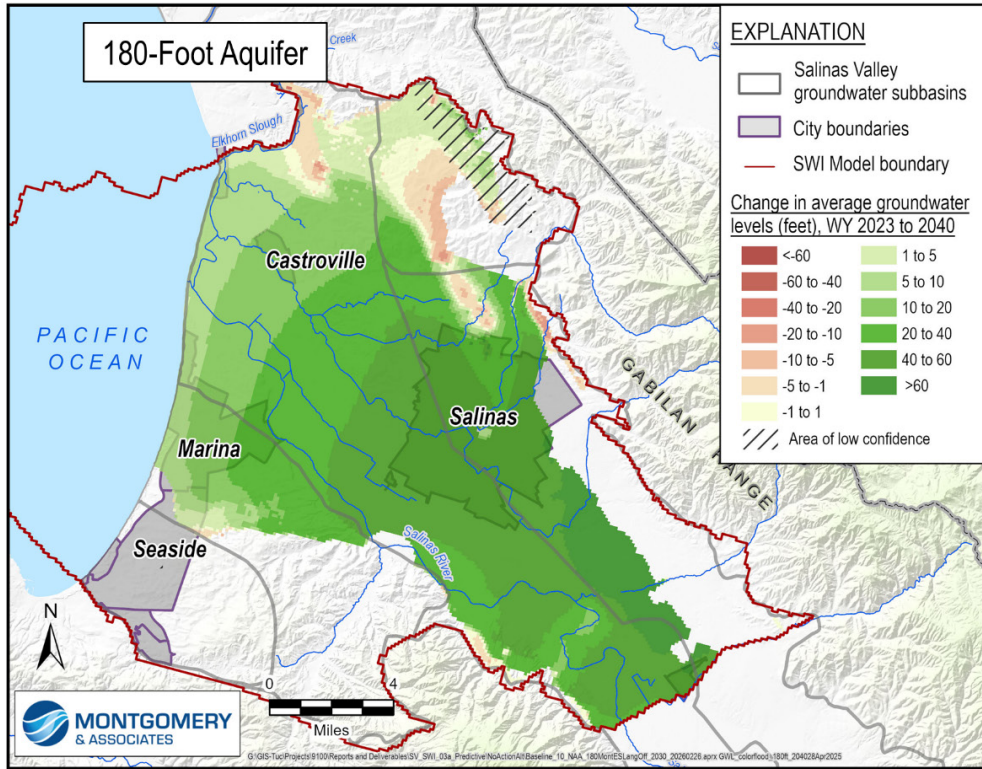 180-Foot Aquifer
Creek
Elkhorn Slough
Castroville
PACIFIC
OCEAN
Salinas
Marina
Seaside
Salinas
River
GABILAN
RANGE
N
0
4
Miles
MONTGOMERY
& ASSOCIATES
EXPLANATION
Salinas Valley
groundwater subbasins
City boundaries
SWI Model boundary
Change in average groundwater
levels (feet), WY 2023 to 2040
<-60
-60 to -40
-40 to -20
-20 to -10
-10 to -5
-5 to -1
-1 to 1
1 to 5
5 to 10
10 to 20
20 to 40
40 to 60
>60
Area of low confidence